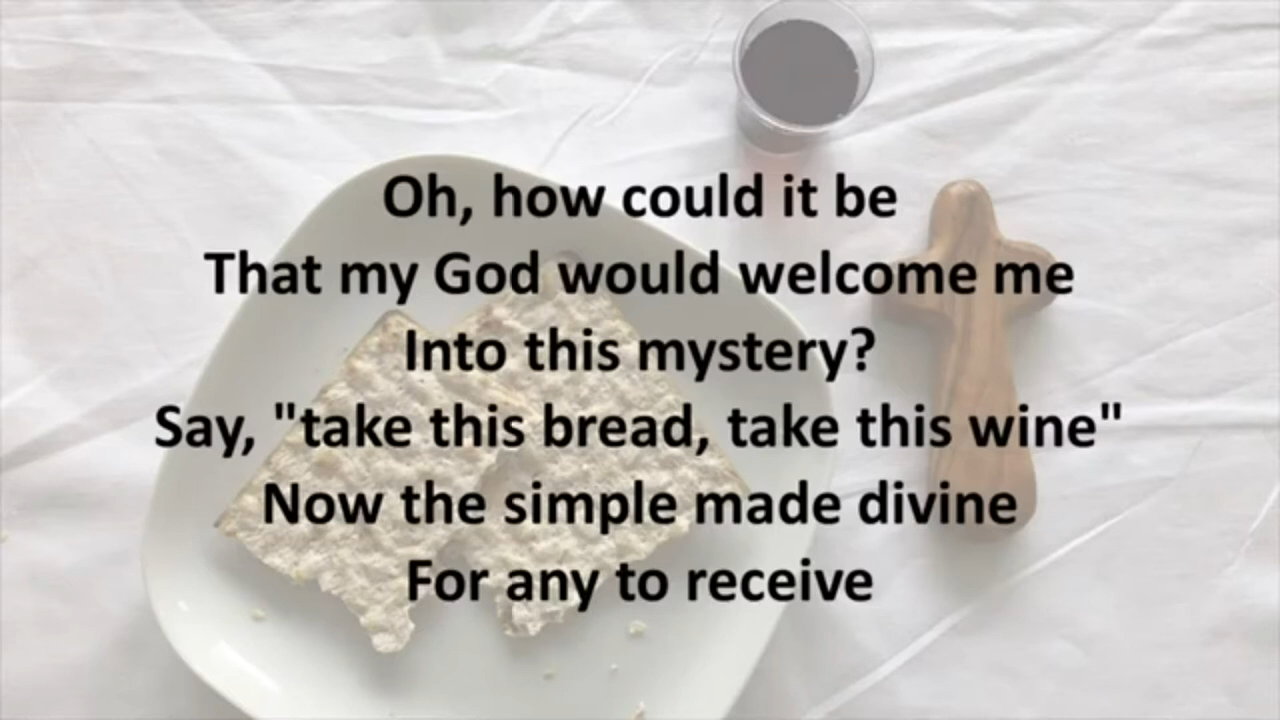 Oh, how could it be
That my God would welcome me
Into this mystery?
Say, "take this bread, take this wine"
Now the simple made divine
For any to receive